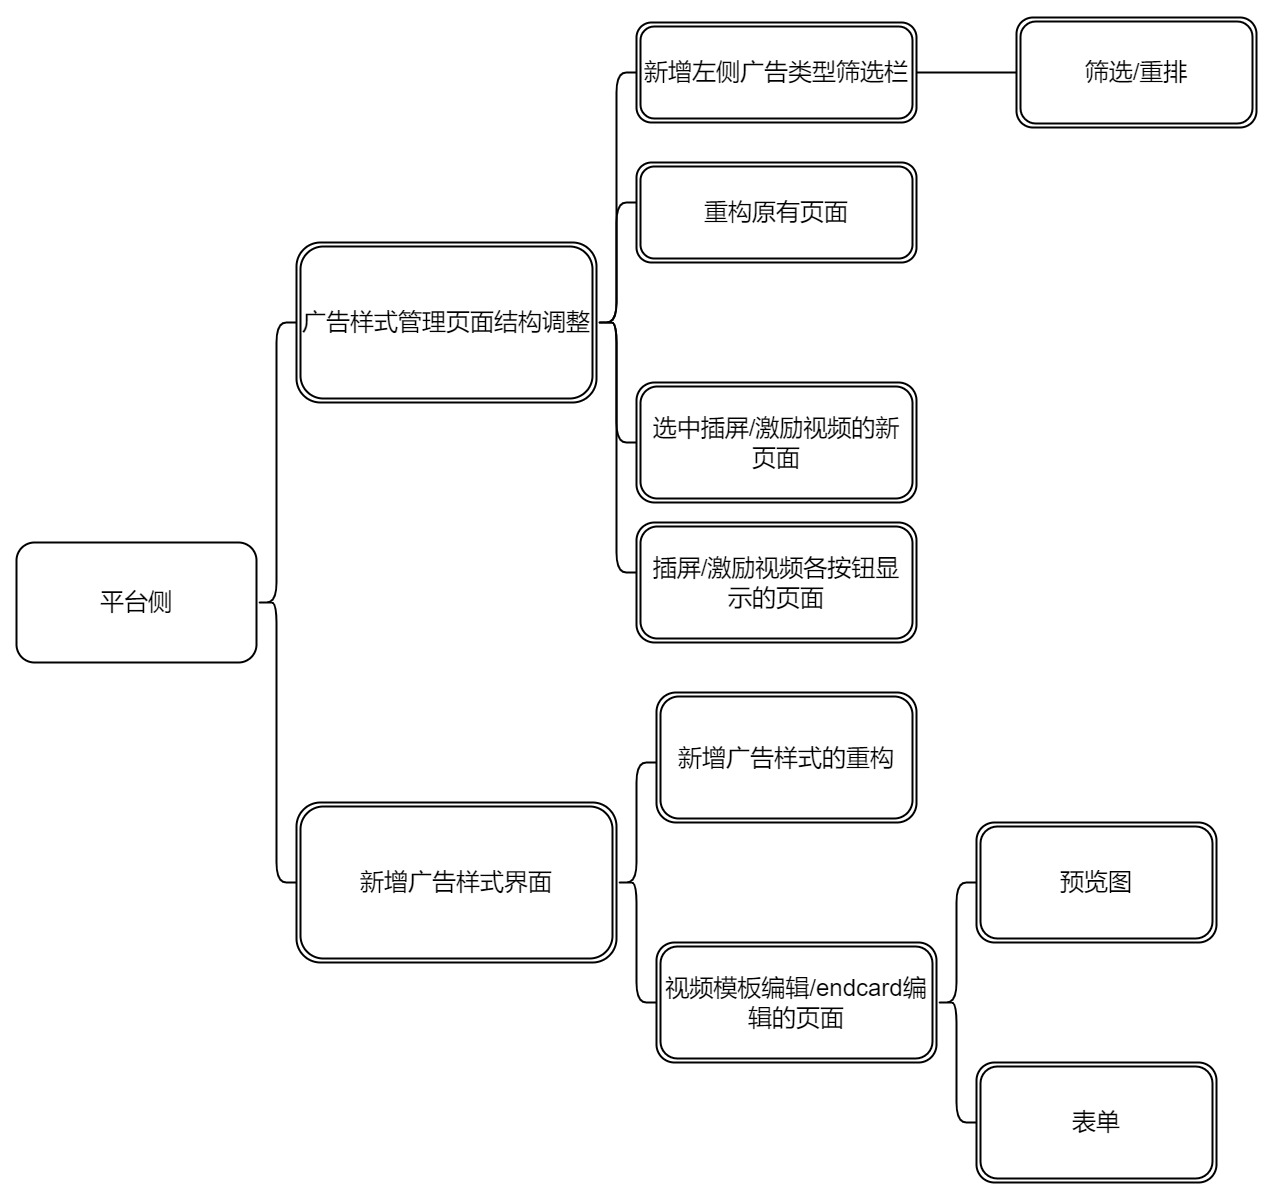 新增左侧广告类型筛选栏
筛选/重排
重构原有页面
广告样式管理页面结构调整
选中插屏/激励视频的新
页面
插屏/激励视频各按钮显
示的页面
平台侧
新增广告样式的重构
新增广告样式界面
预览图
视频模板编辑/endcard编
辑的页面
表单